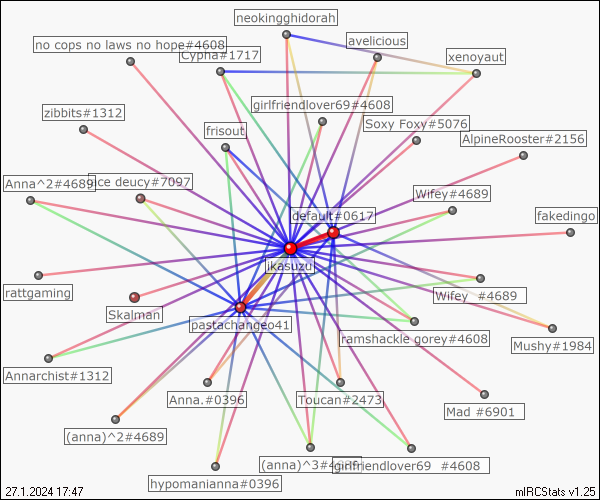 neokingghidorah
no cops no laws no hope#4608
avelicious
Cypha#1717
xenoyaut
girlfriendlover69#4608
zibbits#1312
Soxy Foxy#5076
frisout
AlpineRooster#2156
Anna^2#4689
ice deucy#7097
Wifey#4689
default#0617
fakedingo
jkasuzu
rattgaming
Wifey  #4689
Skalman
pastachangeo41
ramshackle gorey#4608
Mushy#1984
Annarchist#1312
Anna.#0396
Toucan#2473
Mad #6901
(anna)^2#4689
(anna)^3#4689
girlfriendlover69  #4608
hypomanianna#0396
27.1.2024 17:47
mIRCStats v1.25